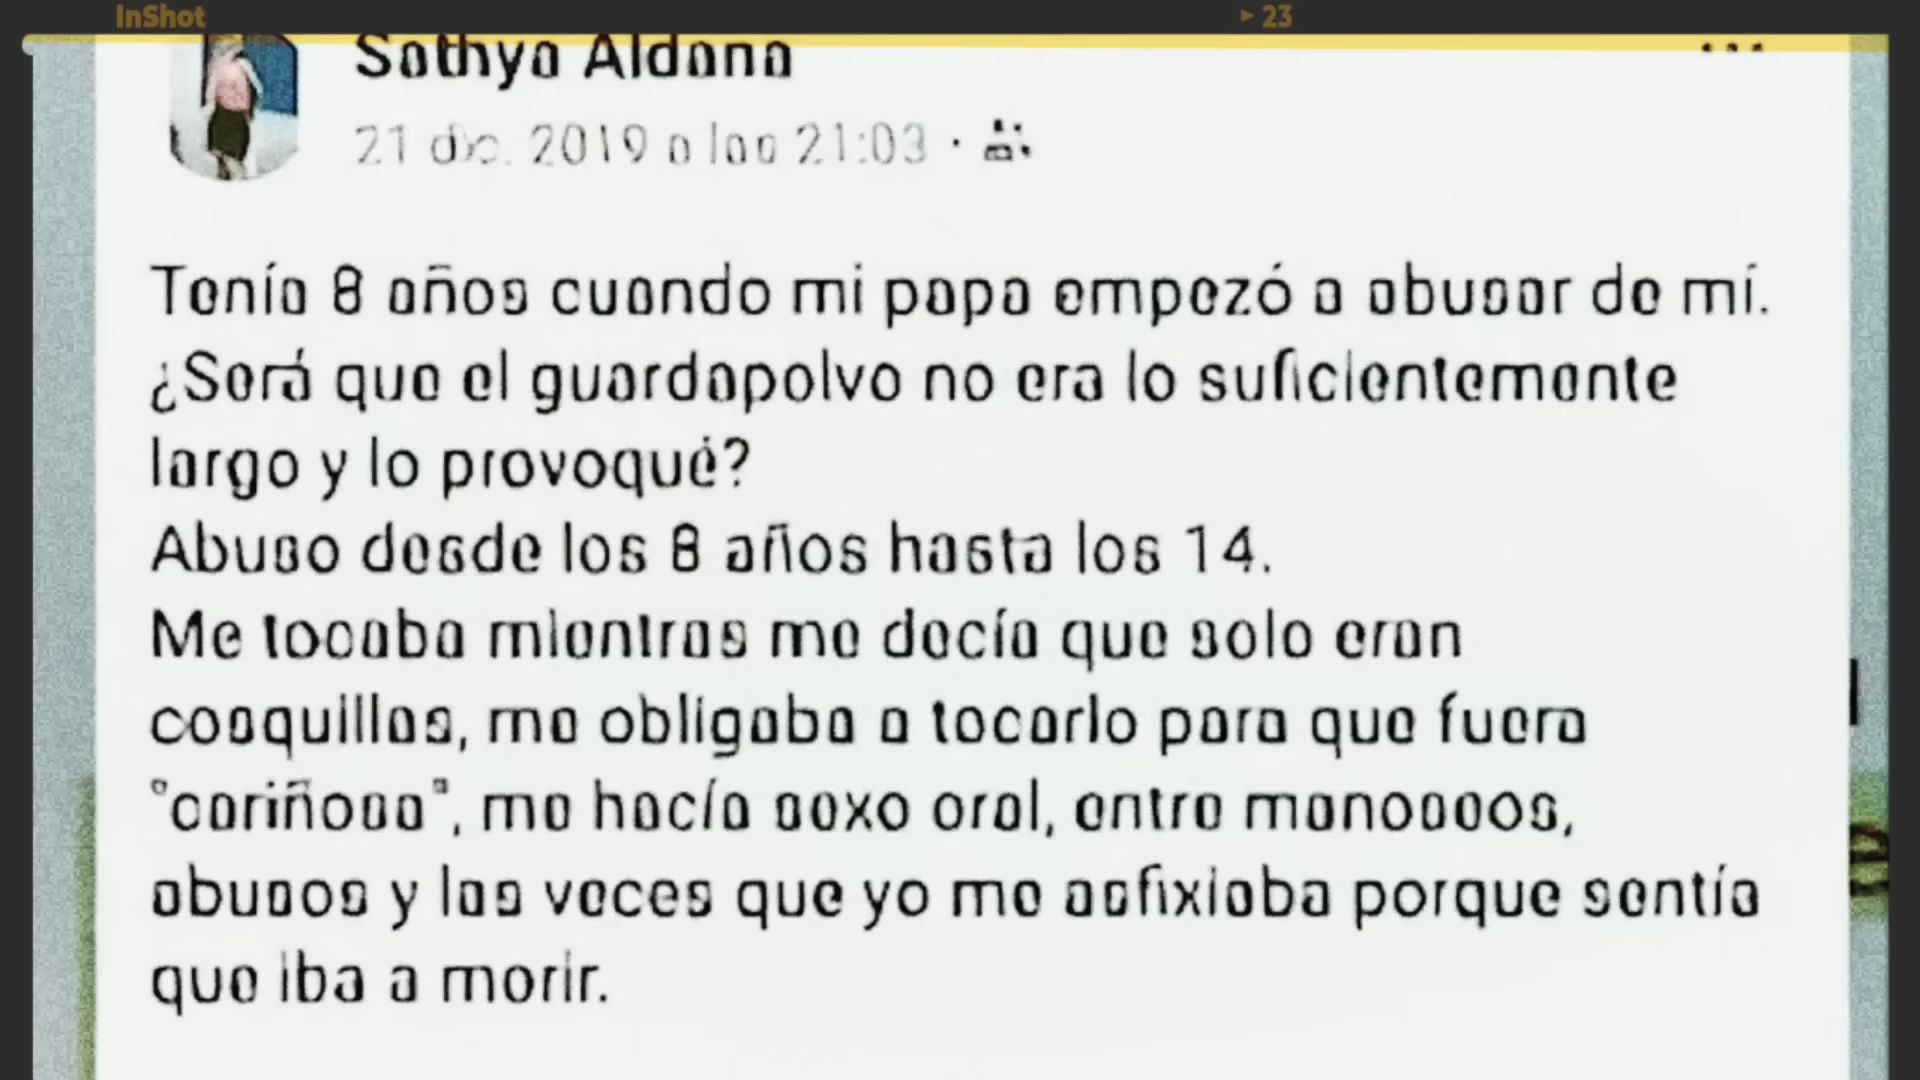 InShot
23
Sathya Aldana
21 dic. 2019 a las 21:03 ·
Tenía 8 años cuando mi papa empezó a abusar de mí.
¿Será que el guardapolvo no era lo suficientemente
largo y lo provoqué?
Abuso desde los 8 años hasta los 14.
Me tocaba mientras me decía que solo eran
cosquillas, me obligaba a tocarlo para que fuera
"cariñosa", me hacía sexo oral, entre manoseos,
abusos y las veces que yo me asfixiaba porque sentía
que iba a morir.